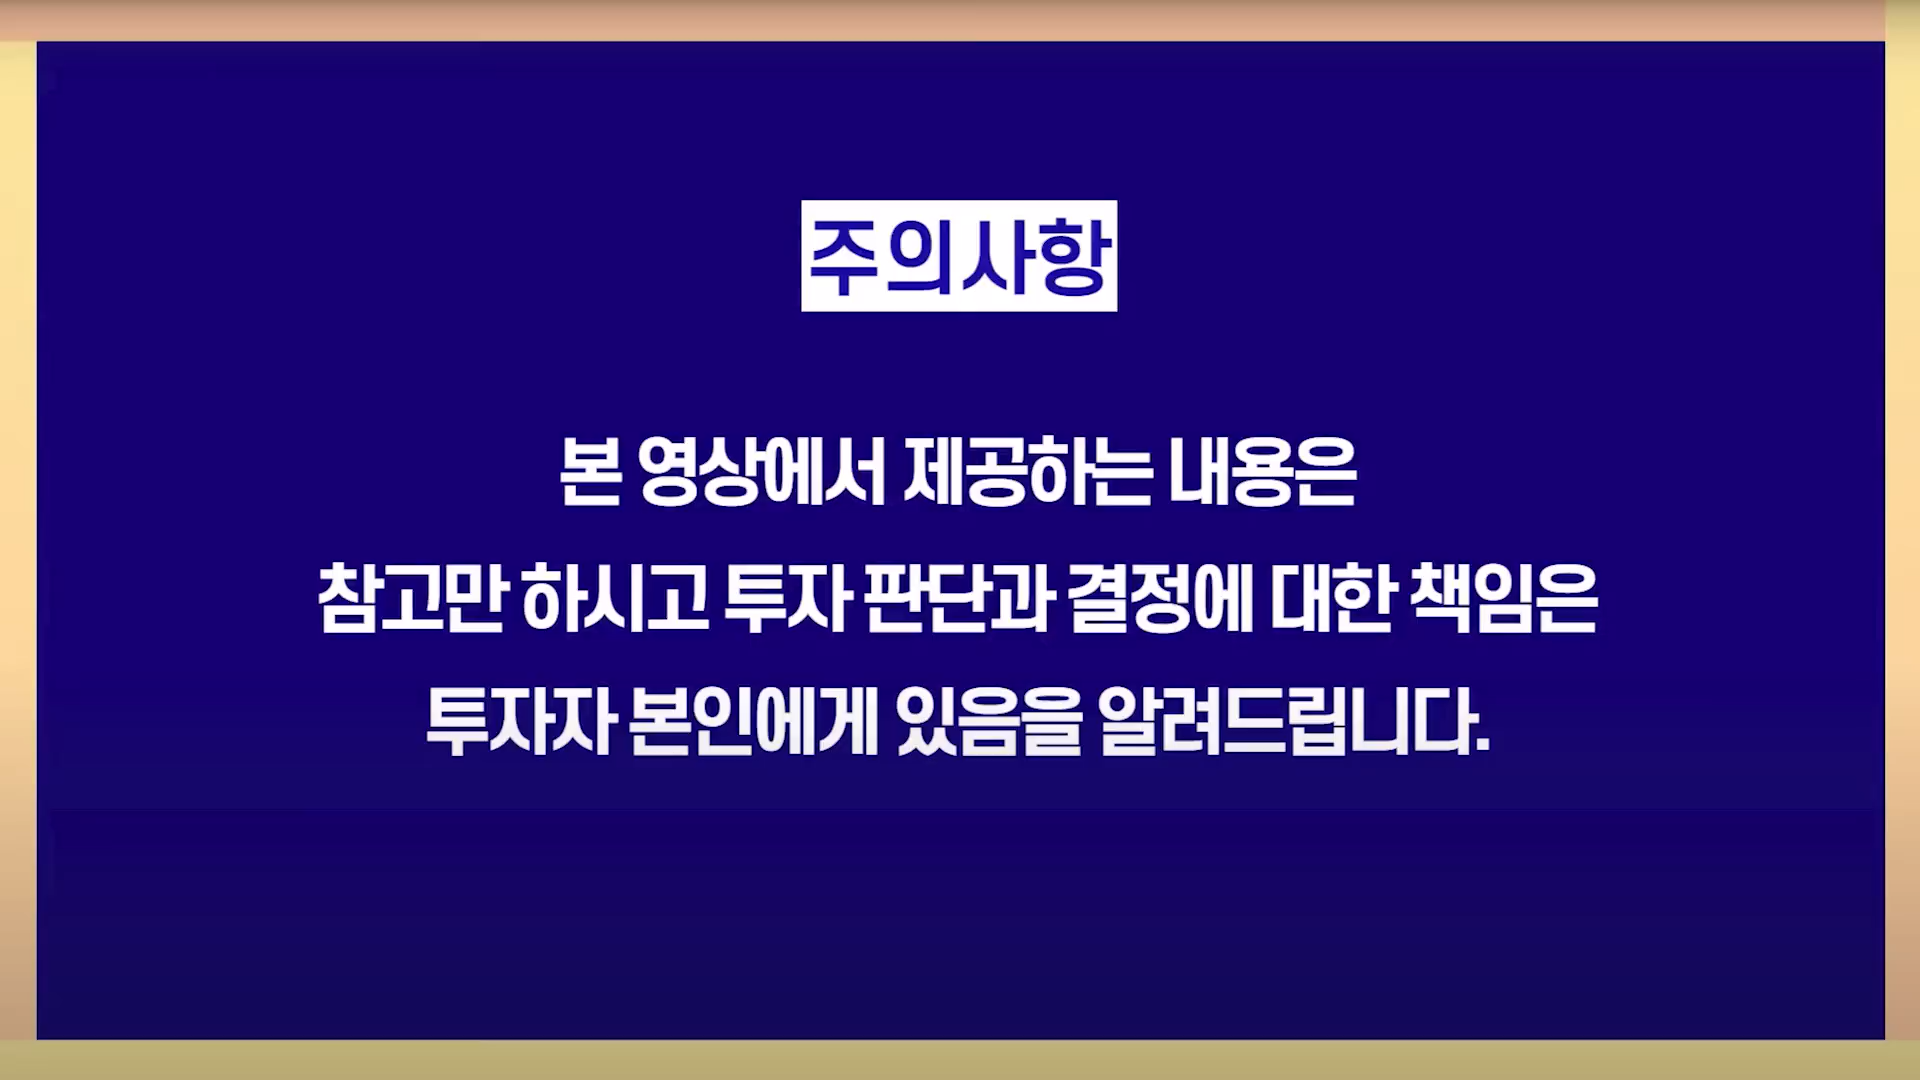 주의사항
본 영상에서 제공하는 내용은
참고만 하시고 투자 판단과 결정에 대한 책임은
투자자 본인에게 있음을 알려드립니다.